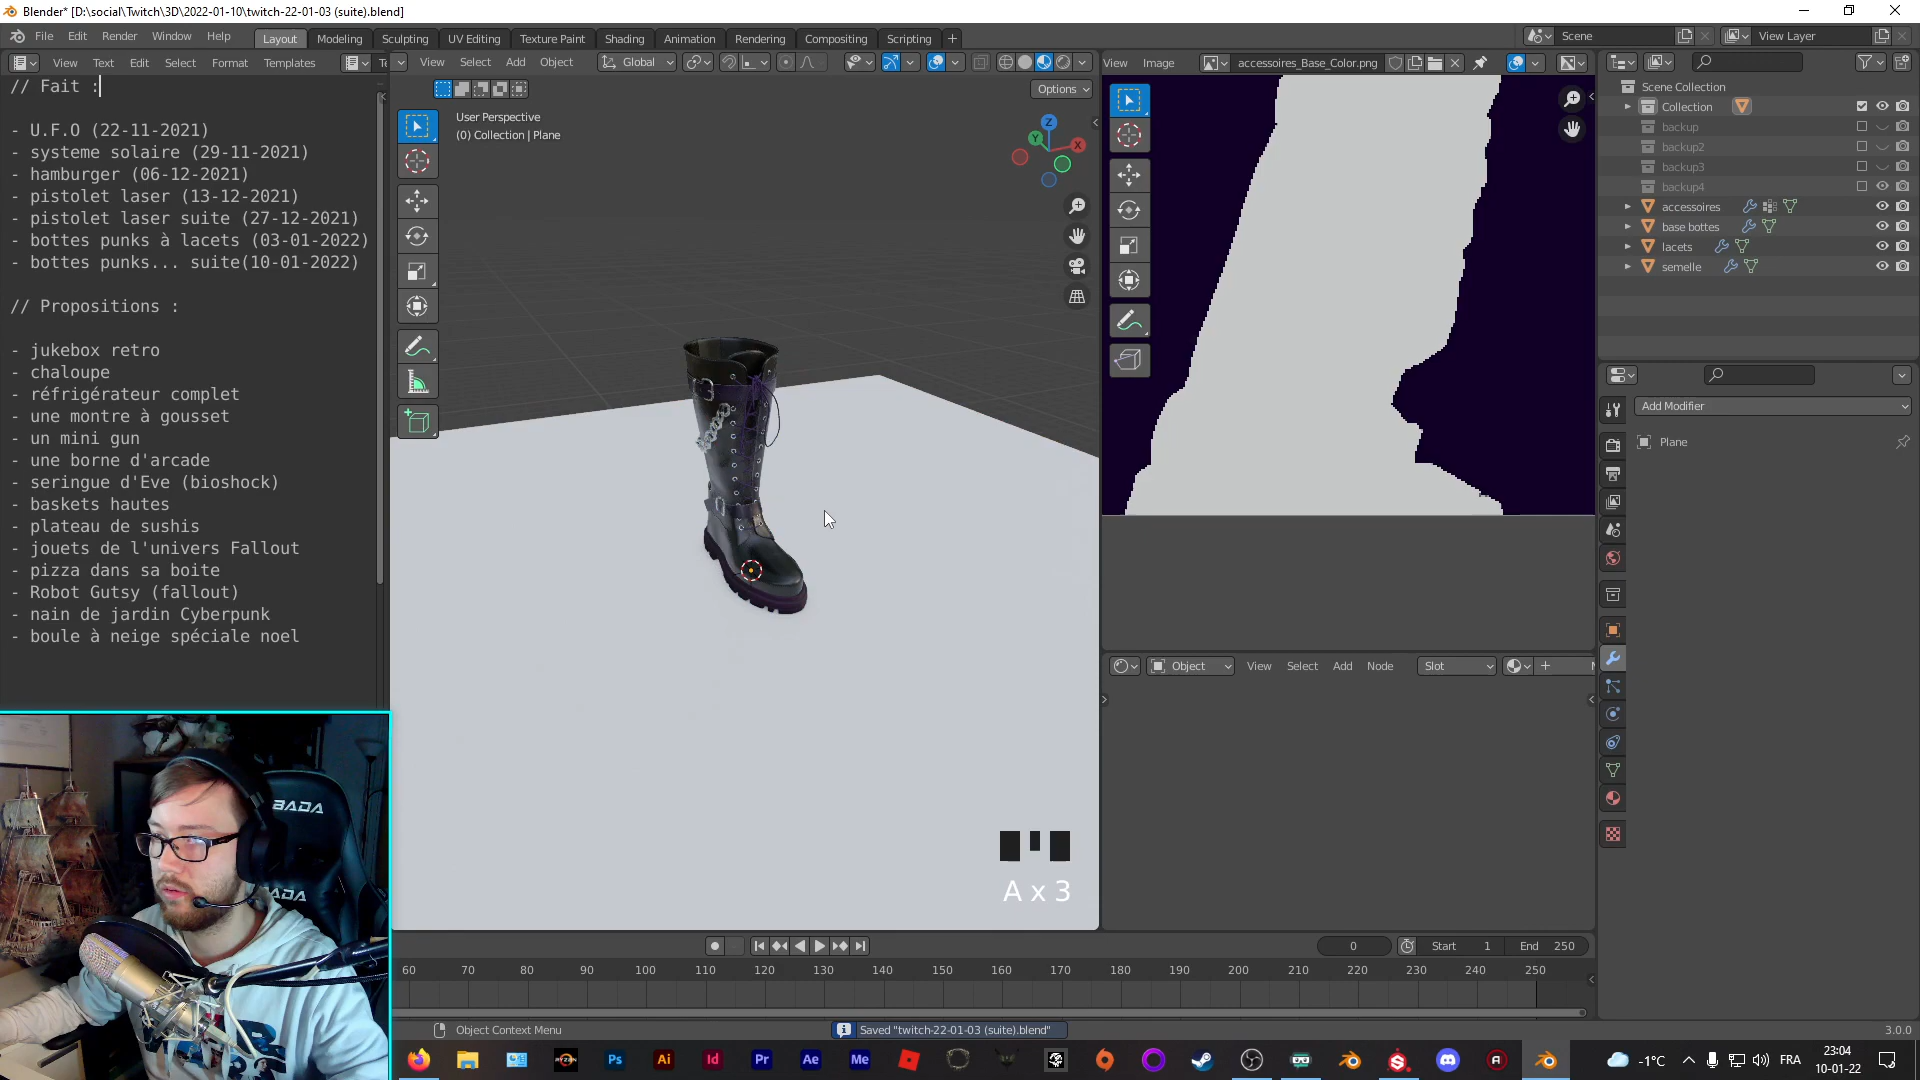 Blender* [D:\social\Twitch\3D\2022-01-10\twitch-22-01-03 (suite).blend]
File Edit Render Window Help
Layout Modeling Sculpting UV Editing Texture Paint Shading Animation Rendering Compositing Scripting +
Scene
View Layer
View Text Edit Select Format Templates
View Select Add Object
Global
View Image
accessoires_Base_Color.png
Options
User Perspective
(0) Collection | Plane
Z
Y
X
// Fait :
- U.F.O (22-11-2021)
- systeme solaire (29-11-2021)
- hamburger (06-12-2021)
- pistolet laser (13-12-2021)
- pistolet laser suite (27-12-2021)
- bottes punks à lacets (03-01-2022)
- bottes punks... suite(10-01-2022)
// Propositions :
- jukebox retro
- chaloupe
- réfrigérateur complet
- une montre à gousset
- un mini gun
- une borne d'arcade
- seringue d'Eve (bioshock)
- baskets hautes
- plateau de sushis
- jouets de l'univers Fallout
- pizza dans sa boite
- Robot Gutsy (fallout)
- nain de jardin Cyberpunk
- boule à neige spéciale noel
Scene Collection
Collection
backup
backup2
backup3
backup4
accessoires
base bottes
lacets
semelle
Add Modifier
Plane
Object View Select Add Node Slot
A x 3
BADA
BADA
0 Start 1 End 250
60 70 80 90 100 110 120 130 140 150 160 170 180 190 200 210 220 230 240 250
Object Context Menu
Saved "twitch-22-01-03 (suite).blend"
3.0.0
RYZEN
Ps Ai Id Pr Ae Me
-1°C
FRA
23:04
10-01-22